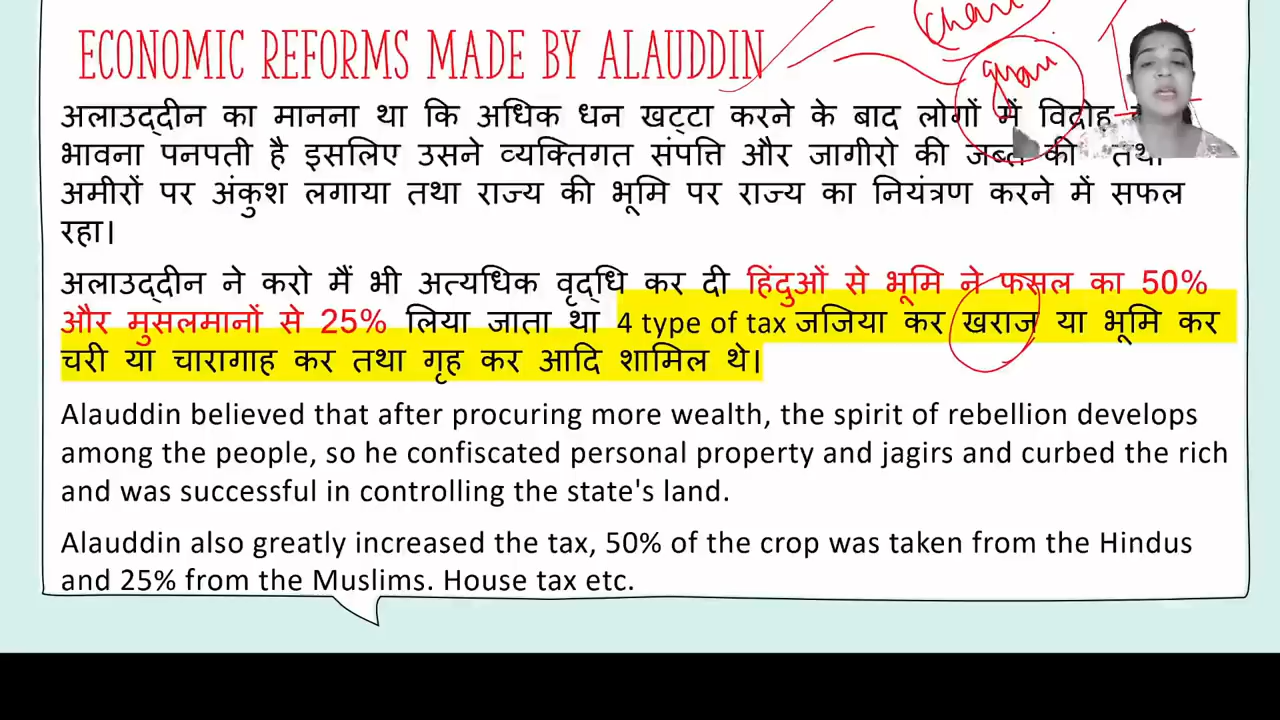 ECONOMIC REFORMS MADE BY ALAUDDIN
chari
ghari
अलाउद्दीन का मानना था कि अधिक धन खट्टा करने के बाद लोगों में विद्रोह
भावना पनपती है इसलिए उसने व्यक्तिगत संपत्ति और जागीरो की जब्त की तथा
अमीरों पर अंकुश लगाया तथा राज्य की भूमि पर राज्य का नियंत्रण करने में सफल
रहा।
अलाउद्दीन ने करो मैं भी अत्यधिक वृद्धि कर दी हिंदुओं से भूमि ने फसल का 50%
और मुसलमानों से 25% लिया जाता था 4 type of tax जजिया कर खराज या भूमि कर
चरी या चारागाह कर तथा गृह कर आदि शामिल थे।
Alauddin believed that after procuring more wealth, the spirit of rebellion develops
among the people, so he confiscated personal property and jagirs and curbed the rich
and was successful in controlling the state's land.
Alauddin also greatly increased the tax, 50% of the crop was taken from the Hindus
and 25% from the Muslims. House tax etc.